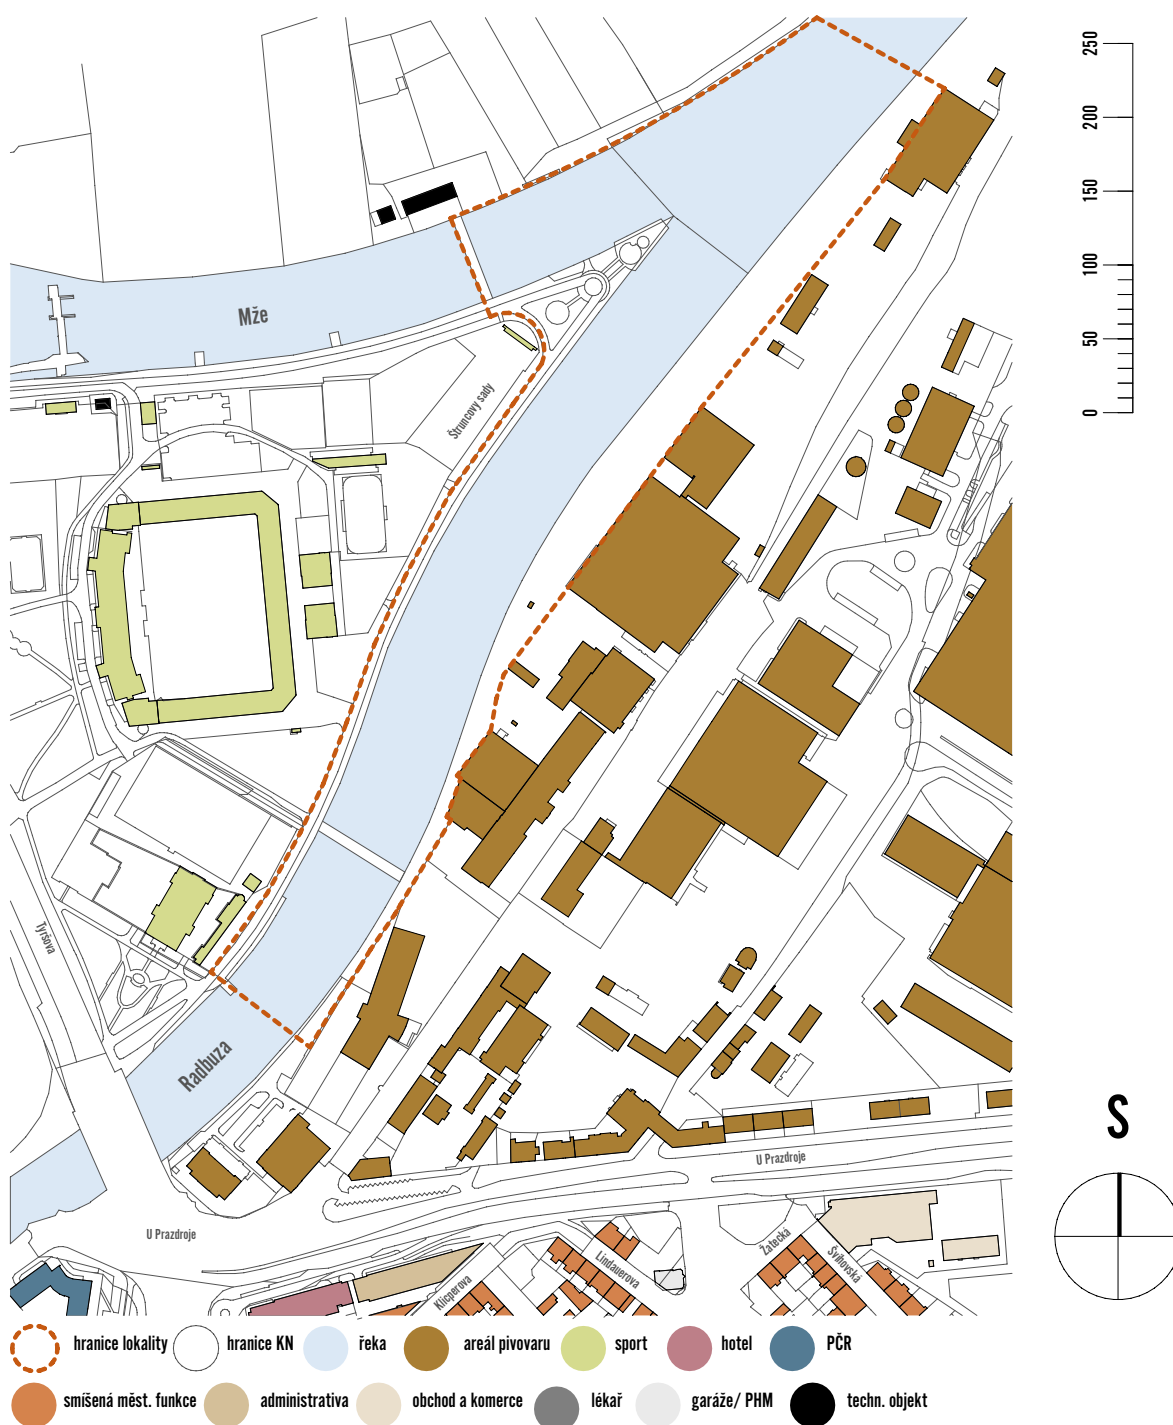 250
200
150
100
50
0
Mže
Štruncovy sady
Tyršova
Radbuza
S
U Prazdroje
U Prazdroje
Žatecká
Švihovská
Lindauerova
Klicperova
hranice lokality hranice KN řeka areál pivovaru sport hotel PČR
smíšená měst. funkce administrativa obchod a komerce lékař garáže/ PHM techn. objekt